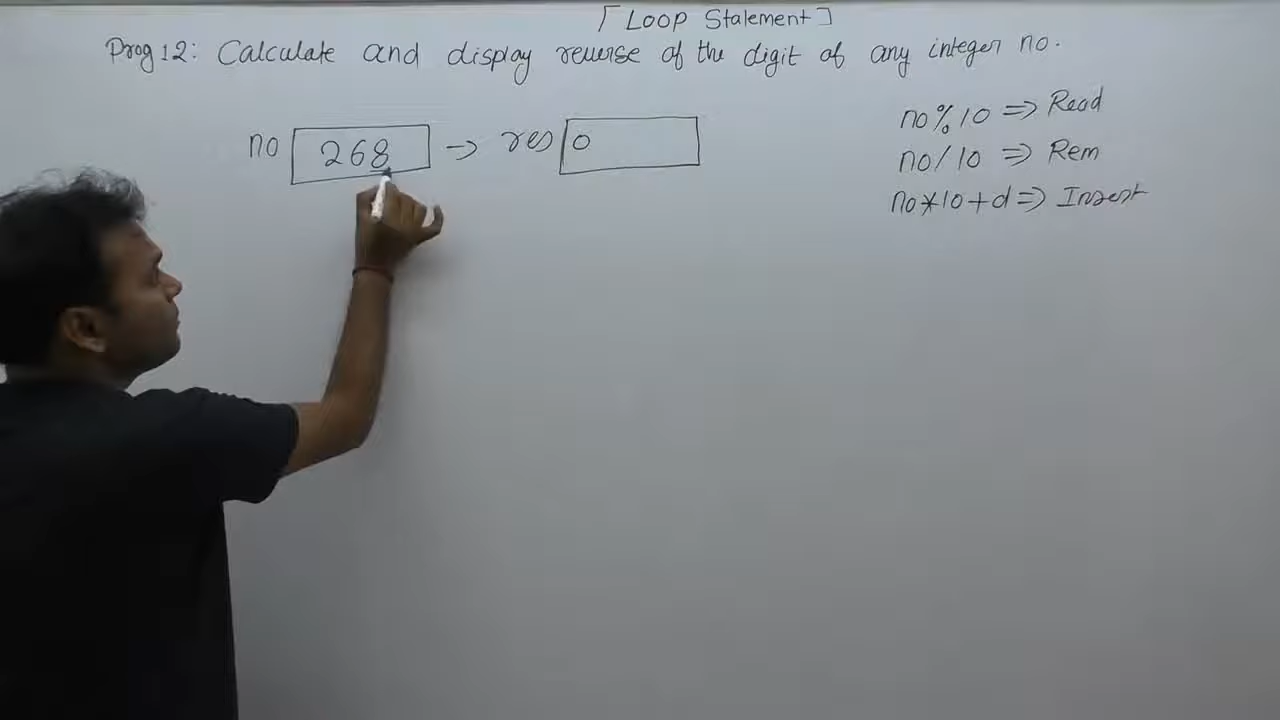 [Loop Statement]
Prog 12: Calculate and display reverse of the digit of any integer no.
no 268 → res 0
no%10 => Read
no/10 => Rem
no*10+d => Insert